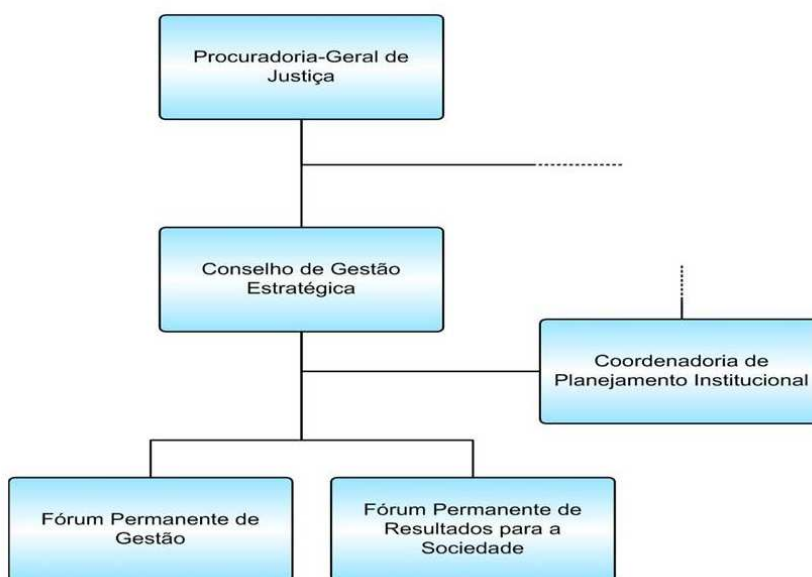 Procuradoria-Geral de
Justiça
Conselho de Gestão
Estratégica
Coordenadoria de
Planejamento Institucional
Fórum Permanente de
Gestão
Fórum Permanente de
Resultados para a
Sociedade